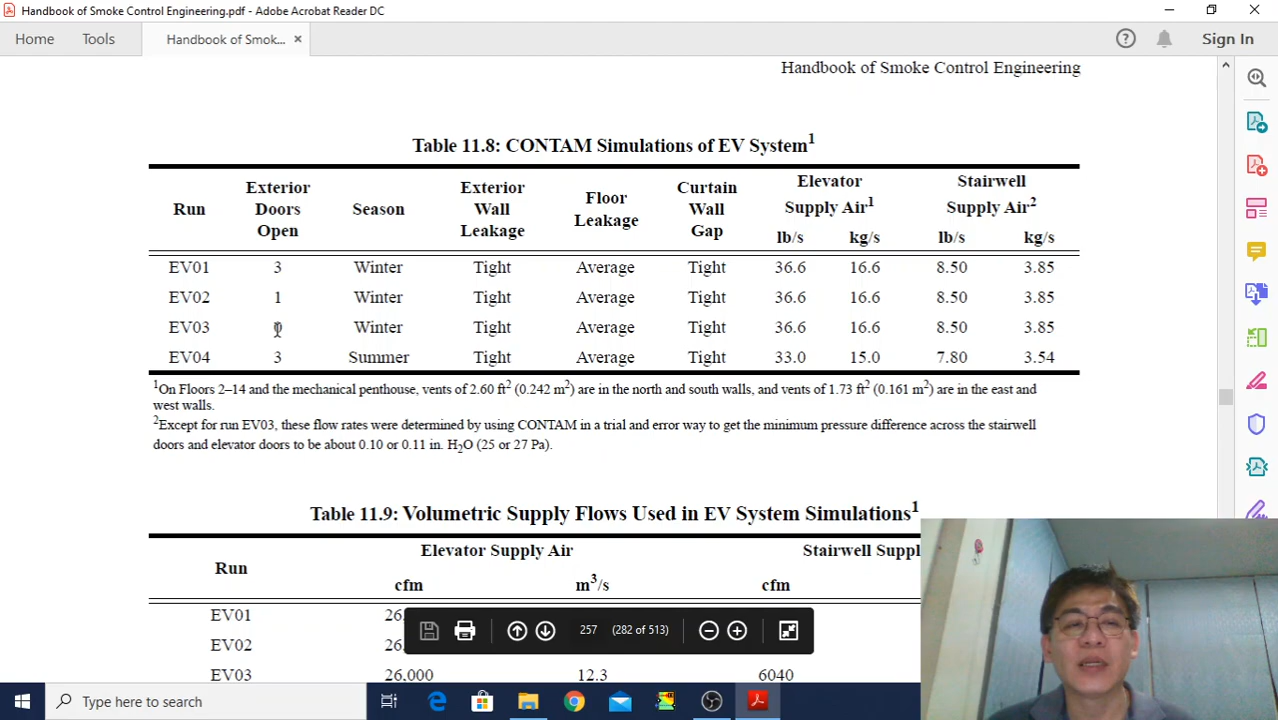 Handbook of Smoke Control Engineering.pdf - Adobe Acrobat Reader DC
Home Tools Handbook of Smok... Sign In
Handbook of Smoke Control Engineering
Table 11.8: CONTAM Simulations of EV System1
Run Exterior Doors Open Season Exterior Wall Leakage Floor Leakage Curtain Wall Gap Elevator Supply Air1 Stairwell Supply Air2
lb/s kg/s lb/s kg/s
EV01 3 Winter Tight Average Tight 36.6 16.6 8.50 3.85
EV02 1 Winter Tight Average Tight 36.6 16.6 8.50 3.85
EV03 Winter Tight Average Tight 36.6 16.6 8.50 3.85
EV04 3 Summer Tight Average Tight 33.0 15.0 7.80 3.54
1On Floors 2–14 and the mechanical penthouse, vents of 2.60 ft2 (0.242 m2) are in the north and south walls, and vents of 1.73 ft2 (0.161 m2) are in the east and
west walls.
2Except for run EV03, these flow rates were determined by using CONTAM in a trial and error way to get the minimum pressure difference across the stairwell
doors and elevator doors to be about 0.10 or 0.11 in. H2O (25 or 27 Pa).
Table 11.9: Volumetric Supply Flows Used in EV System Simulations1
Run Elevator Supply Air Stairwell
cfm m3/s cfm
EV01
EV02
EV03 26,000 12.3 6040
257 (282 of 513)
Type here to search